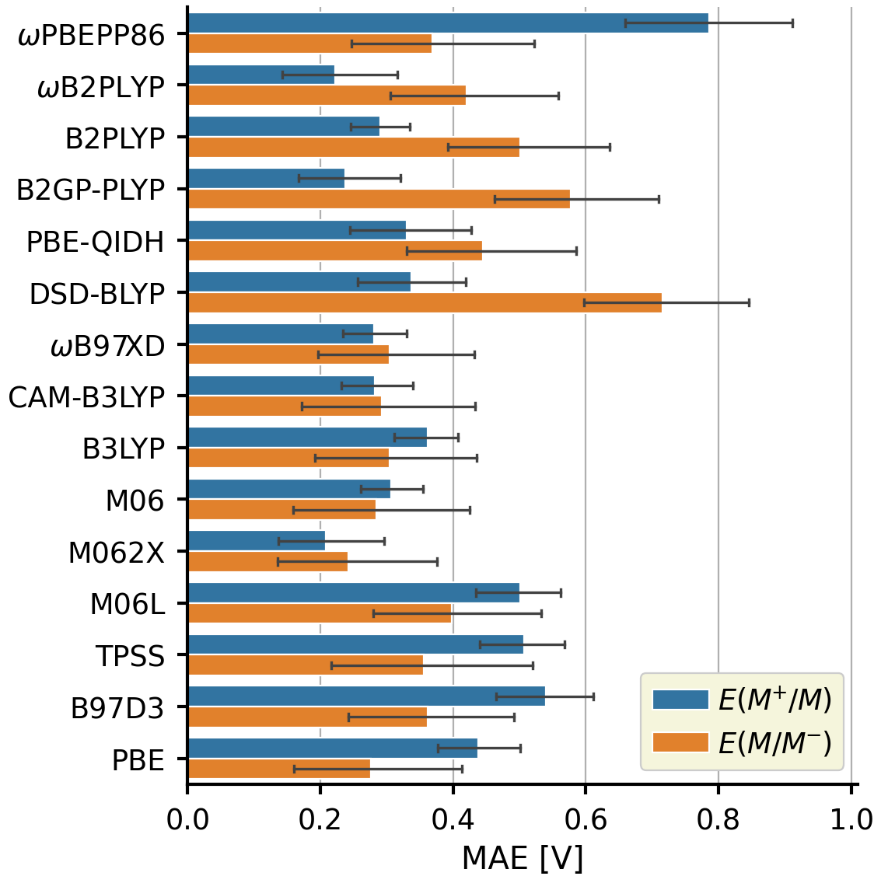 ωPBEPP86
ωB2PLYP
B2PLYP
B2GP-PLYP
PBE-QIDH
DSD-BLYP
ωB97XD
CAM-B3LYP
B3LYP
M06
M062X
M06L
TPSS
B97D3
PBE
E(M⁺/M)
E(M/M⁻)
0.0 0.2 0.4 0.6 0.8 1.0
MAE [V]